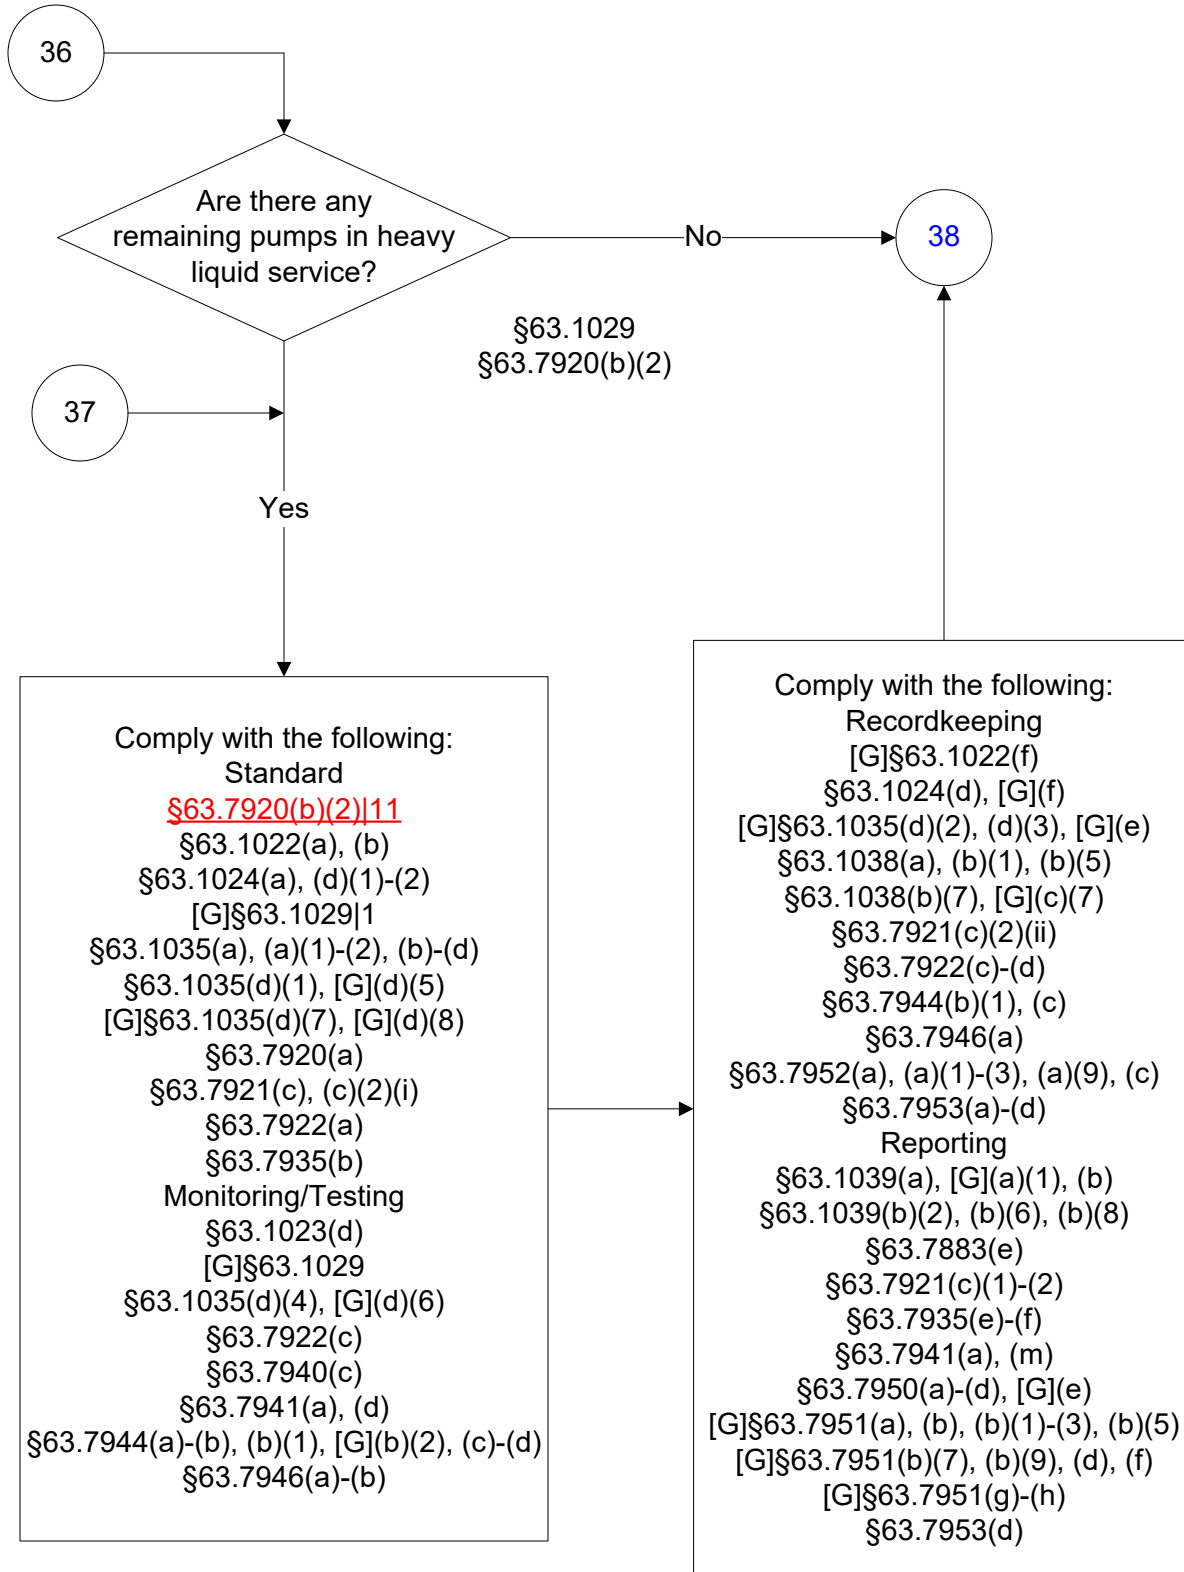 36
Are there any
remaining pumps in heavy
liquid service?
No
38
§63.1029
§63.7920(b)(2)
37
Yes
Comply with the following:
Standard
§63.7920(b)(2)|11
§63.1022(a), (b)
§63.1024(a), (d)(1)-(2)
[G]§63.1029|1
§63.1035(a), (a)(1)-(2), (b)-(d)
§63.1035(d)(1), [G](d)(5)
[G]§63.1035(d)(7), [G](d)(8)
§63.7920(a)
§63.7921(c), (c)(2)(i)
§63.7922(a)
§63.7935(b)
Monitoring/Testing
§63.1023(d)
[G]§63.1029
§63.1035(d)(4), [G](d)(6)
§63.7922(c)
§63.7940(c)
§63.7941(a), (d)
§63.7944(a)-(b), (b)(1), [G](b)(2), (c)-(d)
§63.7946(a)-(b)
Comply with the following:
Recordkeeping
[G]§63.1022(f)
§63.1024(d), [G](f)
[G]§63.1035(d)(2), (d)(3), [G](e)
§63.1038(a), (b)(1), (b)(5)
§63.1038(b)(7), [G](c)(7)
§63.7921(c)(2)(ii)
§63.7922(c)-(d)
§63.7944(b)(1), (c)
§63.7946(a)
§63.7952(a), (a)(1)-(3), (a)(9), (c)
§63.7953(a)-(d)
Reporting
§63.1039(a), [G](a)(1), (b)
§63.1039(b)(2), (b)(6), (b)(8)
§63.7883(e)
§63.7921(c)(1)-(2)
§63.7935(e)-(f)
§63.7941(a), (m)
§63.7950(a)-(d), [G](e)
[G]§63.7951(a), (b), (b)(1)-(3), (b)(5)
[G]§63.7951(b)(7), (b)(9), (d), (f)
[G]§63.7951(g)-(h)
§63.7953(d)